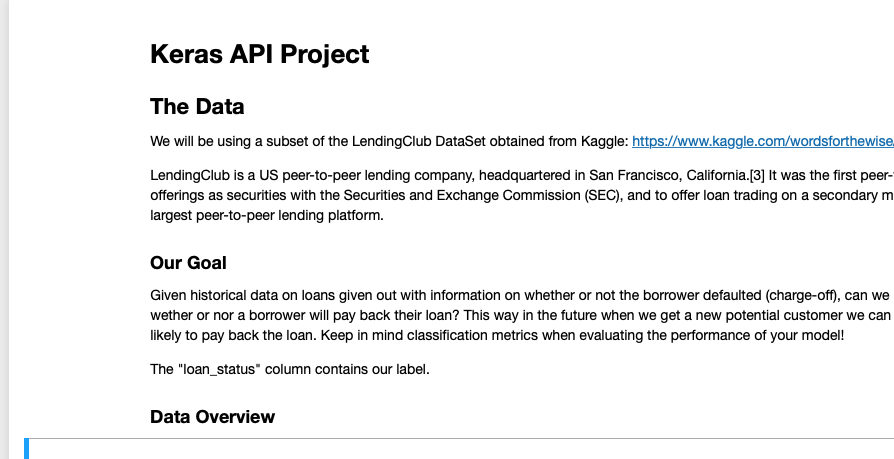 Keras API Project
The Data
We will be using a subset of the LendingClub DataSet obtained from Kaggle: https://www.kaggle.com/wordsforthewise/
LendingClub is a US peer-to-peer lending company, headquartered in San Francisco, California.[3] It was the first peer-
offerings as securities with the Securities and Exchange Commission (SEC), and to offer loan trading on a secondary m
largest peer-to-peer lending platform.
Our Goal
Given historical data on loans given out with information on whether or not the borrower defaulted (charge-off), can we
wether or nor a borrower will pay back their loan? This way in the future when we get a new potential customer we can
likely to pay back the loan. Keep in mind classification metrics when evaluating the performance of your model!
The "loan_status" column contains our label.
Data Overview